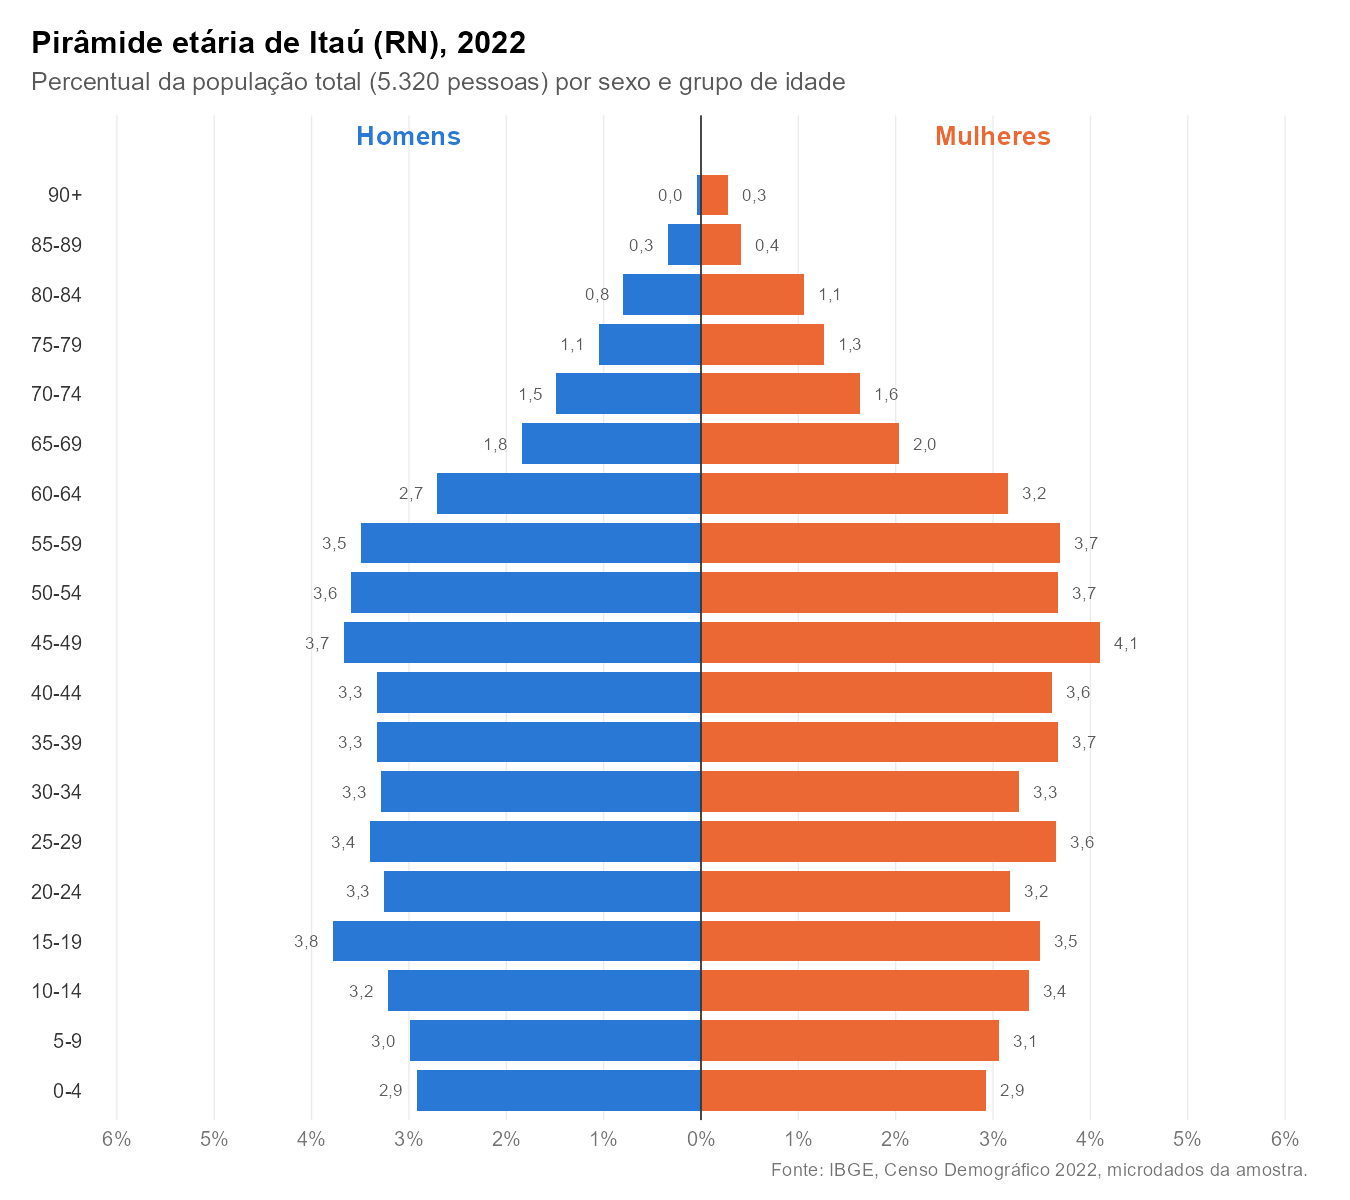 Pirâmide etária de Itaú (RN), 2022
Percentual da população total (5.320 pessoas) por sexo e grupo de idade
Homens Mulheres
90+ 0,0 0,3
85-89 0,3 0,4
80-84 0,8 1,1
75-79 1,1 1,3
70-74 1,5 1,6
65-69 1,8 2,0
60-64 2,7 3,2
55-59 3,5 3,7
50-54 3,6 3,7
45-49 3,7 4,1
40-44 3,3 3,6
35-39 3,3 3,7
30-34 3,3 3,3
25-29 3,4 3,6
20-24 3,3 3,2
15-19 3,8 3,5
10-14 3,2 3,4
5-9 3,0 3,1
0-4 2,9 2,9
6% 5% 4% 3% 2% 1% 0% 1% 2% 3% 4% 5% 6%
Fonte: IBGE, Censo Demográfico 2022, microdados da amostra.